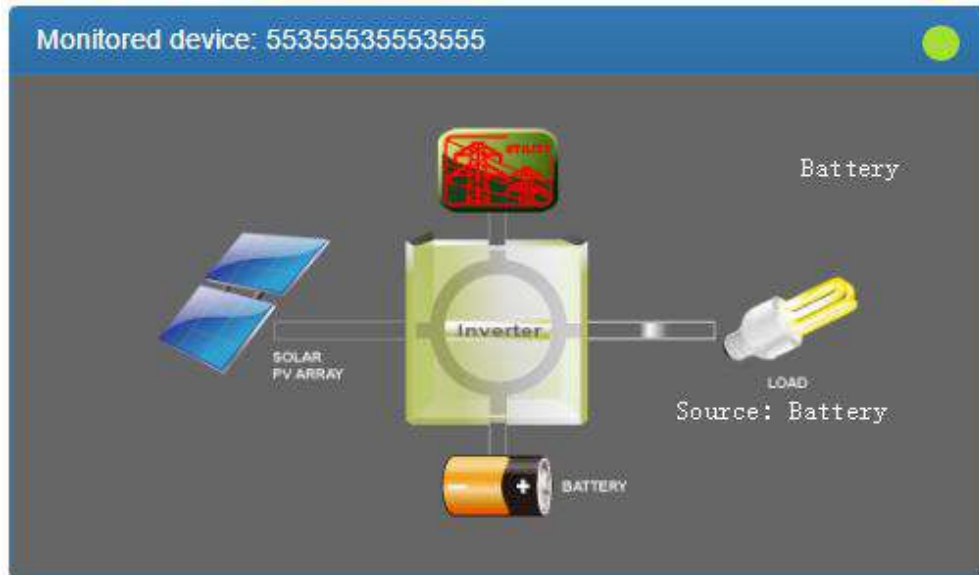 Monitored device: 55355535553555
UTILITY
Battery
Inverter
SOLAR
PV ARRAY
LOAD
Source: Battery
BATTERY